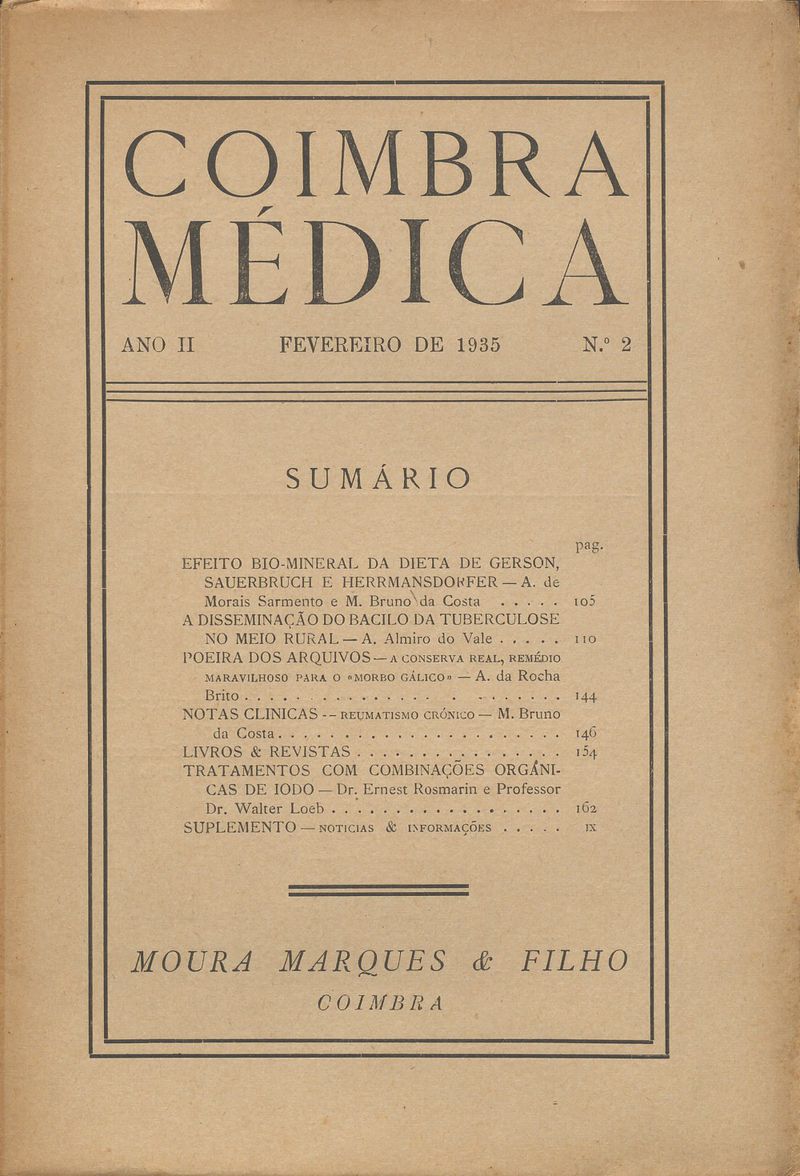 COIMBRA
MÉDICA
ANO II FEVEREIRO DE 1935 N.º 2
SUMÁRIO
pag.
EFEITO BIO-MINERAL DA DIETA DE GERSON,
SAUERBRUCH E HERRMANSDORFER — A. de
Morais Sarmento e M. Bruno da Costa . . . . . 105
A DISSEMINAÇÃO DO BACILO DA TUBERCULOSE
NO MEIO RURAL — A. Almiro do Vale . . . . . 110
POEIRA DOS ARQUIVOS — A CONSERVA REAL, REMÉDIO
MARAVILHOSO PARA O «MORBO GÁLICO» — A. da Rocha
Brito . . . . . . . . . . . . . . . . . . . . . . . . 144
NOTAS CLINICAS -- REUMATISMO CRÓNICO — M. Bruno
da Costa . . . . . . . . . . . . . . . . . . . . . . 146
LIVROS & REVISTAS . . . . . . . . . . . . . . . . 154
TRATAMENTOS COM COMBINAÇÕES ORGÂNI-
CAS DE IODO — Dr. Ernest Rosmarin e Professor
Dr. Walter Loeb . . . . . . . . . . . . . . . . . . 162
SUPLEMENTO — NOTICIAS & INFORMAÇÕES . . . . . IX
MOURA MARQUES & FILHO
COIMBRA